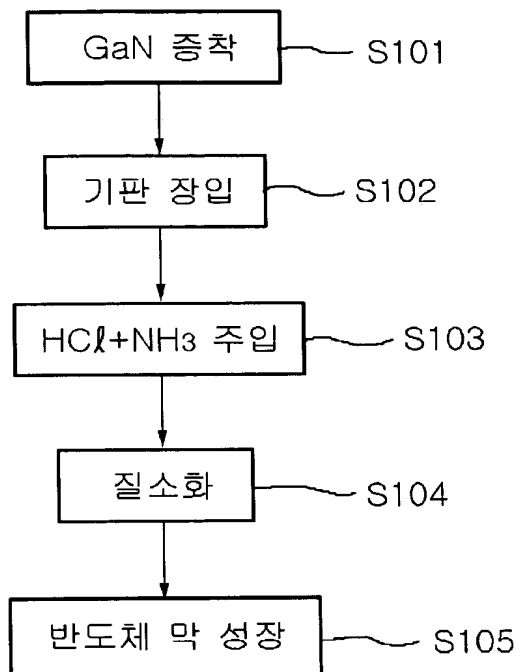 GaN 증착
S101
기판 장입
S102
HCℓ+NH3 주입
S103
질소화
S104
반도체 막 성장
S105